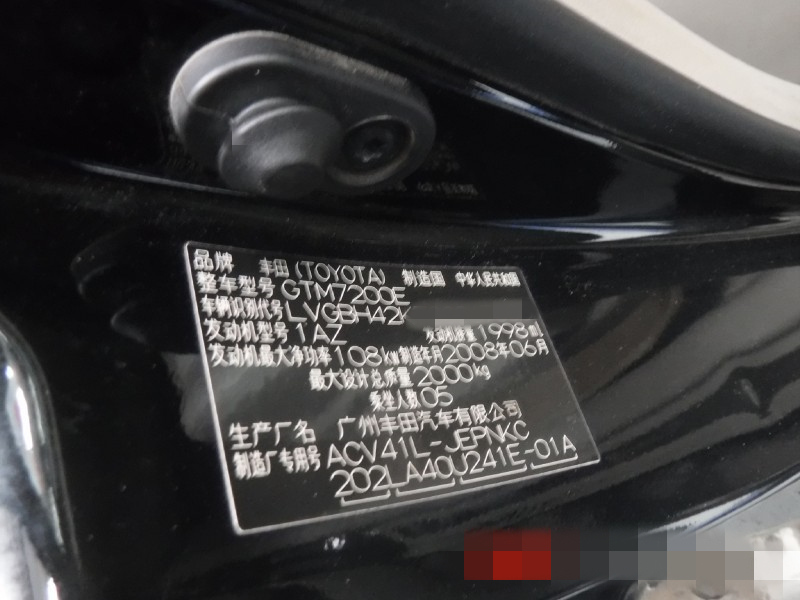 品牌 丰田(TOYOTA) 制造国 中华人民共和国
整车型号 GTM7200E
车辆识别代号 LVGBH42K
发动机型号 1AZ 发动机排量 1998ml
发动机最大净功率 108kw 制造年月 2008年06月
最大设计总质量 2000kg
乘坐人数 05
生产厂名 广州丰田汽车有限公司
制造厂专用号 ACV41L-JEPNKC
202LA40U241E-01A